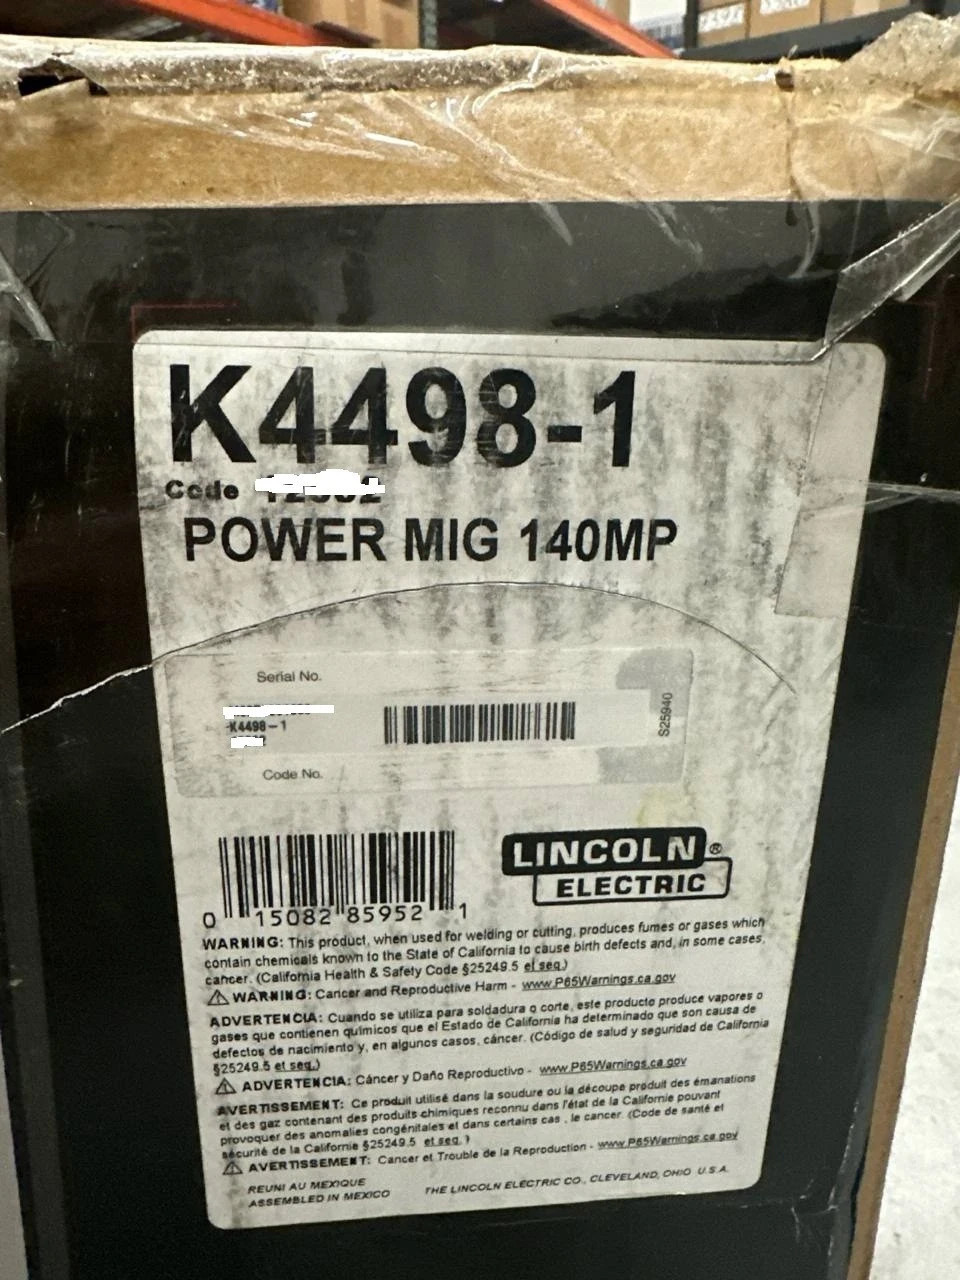 K4498-1
Code
POWER MIG 140MP
Serial No.
K4498-1
S25940
Code No.
0 15082 85952 1
LINCOLN ®
ELECTRIC
WARNING: This product, when used for welding or cutting, produces fumes or gases which
contain chemicals known to the State of California to cause birth defects and, in some cases,
cancer. (California Health & Safety Code §25249.5 et seq.)
⚠ WARNING: Cancer and Reproductive Harm - www.P65Warnings.ca.gov
ADVERTENCIA: Cuando se utiliza para soldadura o corte, este producto produce vapores o
gases que contienen químicos que el Estado de California ha determinado que son causa de
defectos de nacimiento y, en algunos casos, cáncer. (Código de salud y seguridad de California
§25249.5 et seq.)
⚠ ADVERTENCIA: Cáncer y Daño Reproductivo - www.P65Warnings.ca.gov
AVERTISSEMENT: Ce produit utilisé dans la soudure ou la découpe produit des émanations
et des gaz contenant des produits chimiques reconnu dans l'état de la Californie pouvant
provoquer des anomalies congénitales et dans certains cas , le cancer. (Code de santé et
sécurité de la Californie §25249.5 et seq. )
⚠ AVERTISSEMENT: Cancer et Trouble de la Reproduction - www.P65Warnings.ca.gov
REUNI AU MEXIQUE
ASSEMBLED IN MEXICO
THE LINCOLN ELECTRIC CO., CLEVELAND, OHIO U.S.A.